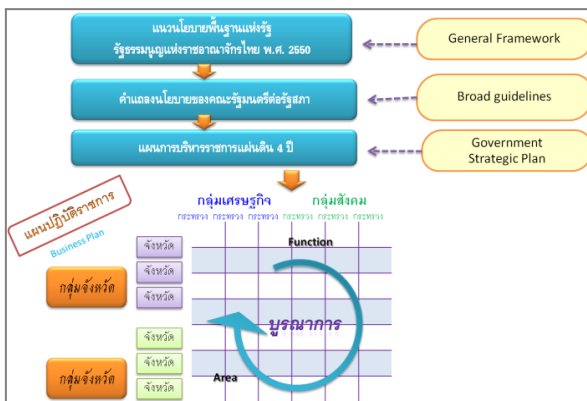 แนวนโยบายพื้นฐานแห่งรัฐ
รัฐธรรมนูญแห่งราชอาณาจักรไทย พ.ศ. 2550
General Framework
คำแถลงนโยบายของคณะรัฐมนตรีต่อรัฐสภา
Broad guidelines
แผนการบริหารราชการแผ่นดิน 4 ปี
Government
Strategic Plan
กลุ่มเศรษฐกิจ กลุ่มสังคม
กระทรวง กระทรวง กระทรวง กระทรวง กระทรวง กระทรวง
แผนปฏิบัติราชการ
Business Plan
Function
จังหวัด
จังหวัด
จังหวัด
กลุ่มจังหวัด
บูรณาการ
จังหวัด
จังหวัด
จังหวัด
กลุ่มจังหวัด
Area